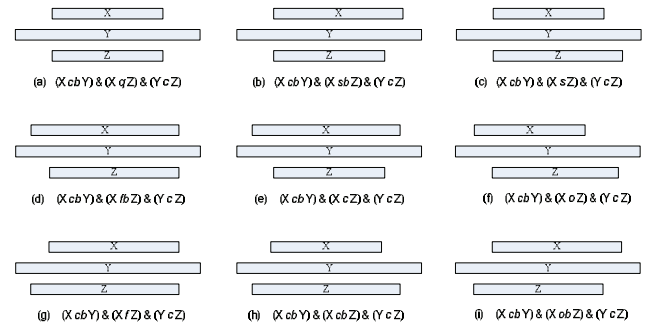 X X X
Y Y Y
Z Z Z
(a) (X cb Y) & (X q Z) & (Y c Z) (b) (X cb Y) & (X sb Z) & (Y c Z) (c) (X cb Y) & (X s Z) & (Y c Z)
X X X
Y Y Y
Z Z Z
(d) (X cb Y) & (X fb Z) & (Y c Z) (e) (X cb Y) & (X c Z) & (Y c Z) (f) (X cb Y) & (X o Z) & (Y c Z)
X X X
Y Y Y
Z Z Z
(g) (X cb Y) & (X f Z) & (Y c Z) (h) (X cb Y) & (X cb Z) & (Y c Z) (i) (X cb Y) & (X ob Z) & (Y c Z)